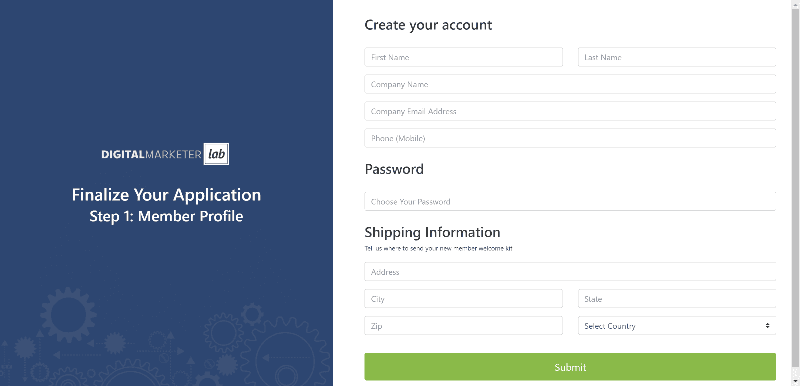 DIGITALMARKETER lab
Finalize Your Application
Step 1: Member Profile
Create your account
First Name
Last Name
Company Name
Company Email Address
Phone (Mobile)
Password
Choose Your Password
Shipping Information
Tell us where to send your new member welcome kit
Address
City
State
Zip
Select Country
Submit